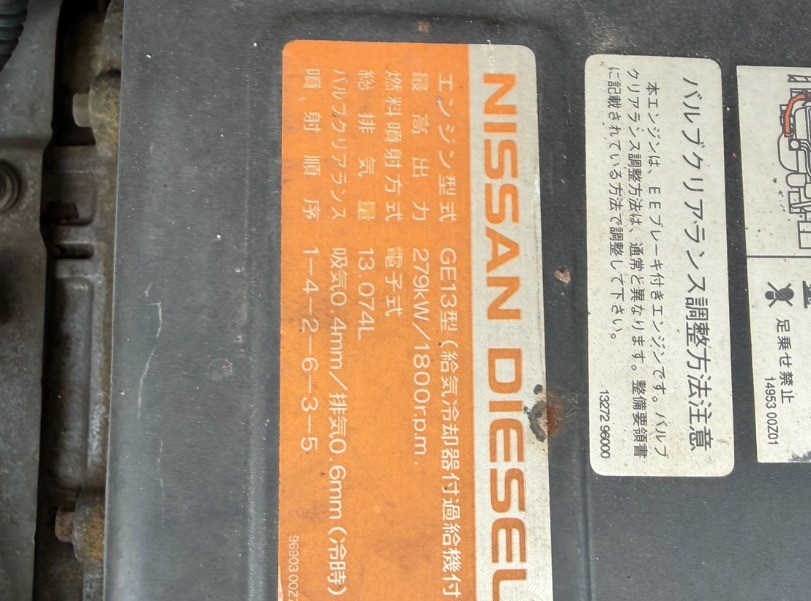 NISSAN DIESEL
エンジン型式 GE13型(給気冷却器付過給機付
最高出力 279kW/1800r.p.m.
燃料噴射方式 電子式
総排気量 13.074L
バルブクリアランス 吸気0.4mm/排気0.6mm(冷時)
噴射順序 1-4-2-6-3-5
バルブクリアランス調整方法注意
本エンジンは、EEブレーキ付きエンジンです。バルブ
クリアランス調整方法は、通常と異なります。整備要領書
に記載されている方法で調整して下さい。
13272 96000
足乗せ禁止
14953 00Z01